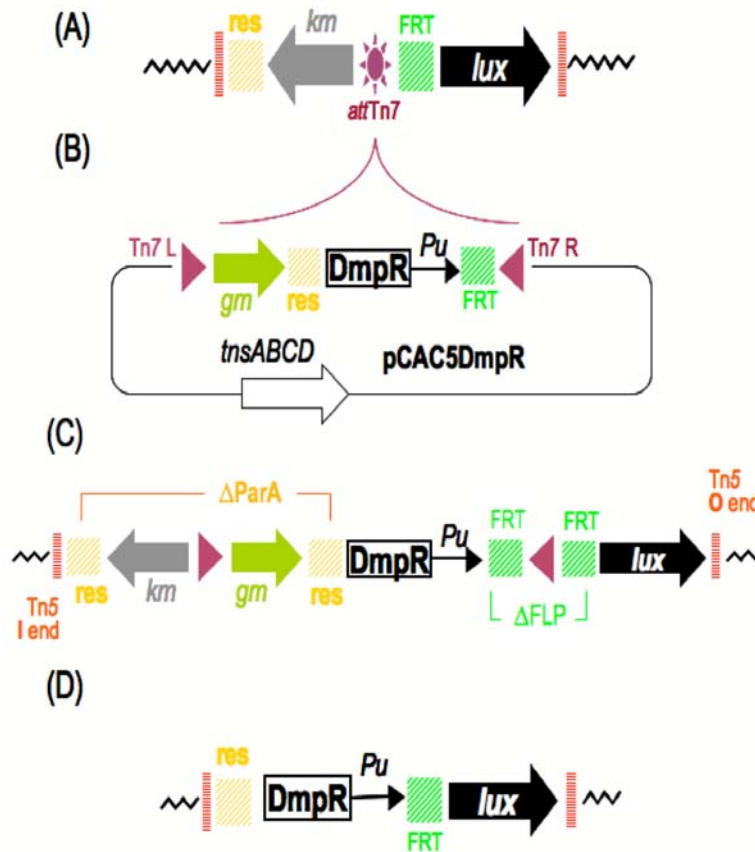 (A)
res
km
FRT
lux
attTn7
(B)
Tn7 L
gm
res
DmpR
Pu
FRT
Tn7 R
tnsABCD
pCAC5DmpR
(C)
ΔParA
Tn5
O end
FRT
FRT
DmpR
Pu
lux
res
km
gm
res
Tn5
I end
ΔFLP
(D)
res
DmpR
Pu
FRT
lux